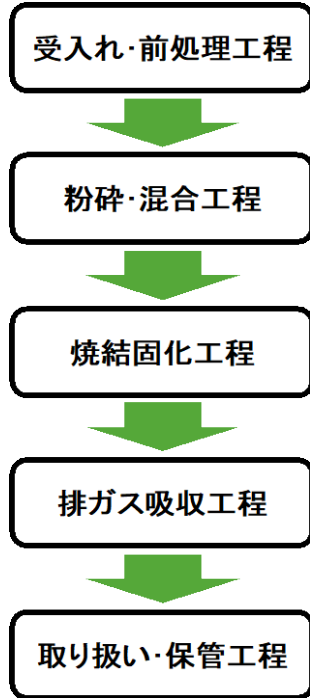 受入れ・前処理工程
粉砕・混合工程
焼結固化工程
排ガス吸収工程
取り扱い・保管工程